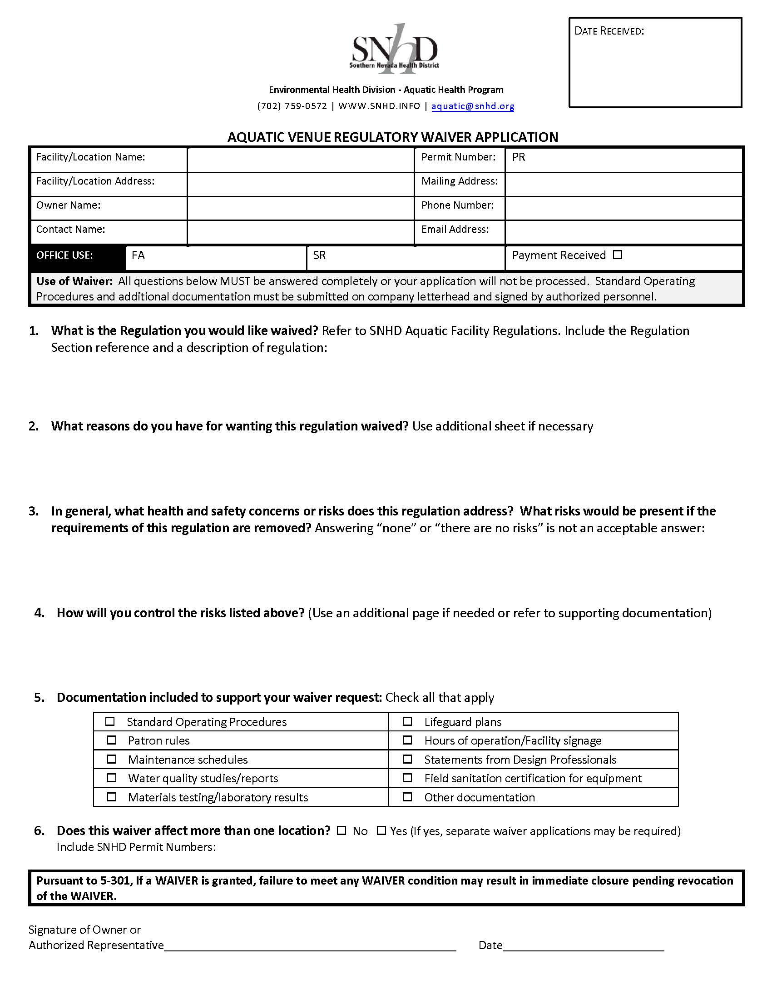 SNhD
Southern Nevada Health District
DATE RECEIVED:
Environmental Health Division - Aquatic Health Program
(702) 759-0572 | WWW.SNHD.INFO | aquatic@snhd.org
AQUATIC VENUE REGULATORY WAIVER APPLICATION
Facility/Location Name: Permit Number: PR
Facility/Location Address: Mailing Address:
Owner Name: Phone Number:
Contact Name: Email Address:
OFFICE USE: FA SR Payment Received ☐
Use of Waiver: All questions below MUST be answered completely or your application will not be processed. Standard Operating
Procedures and additional documentation must be submitted on company letterhead and signed by authorized personnel.
1. What is the Regulation you would like waived? Refer to SNHD Aquatic Facility Regulations. Include the Regulation
Section reference and a description of regulation:
2. What reasons do you have for wanting this regulation waived? Use additional sheet if necessary
3. In general, what health and safety concerns or risks does this regulation address? What risks would be present if the
requirements of this regulation are removed? Answering “none” or “there are no risks” is not an acceptable answer:
4. How will you control the risks listed above? (Use an additional page if needed or refer to supporting documentation)
5. Documentation included to support your waiver request: Check all that apply
☐ Standard Operating Procedures ☐ Lifeguard plans
☐ Patron rules ☐ Hours of operation/Facility signage
☐ Maintenance schedules ☐ Statements from Design Professionals
☐ Water quality studies/reports ☐ Field sanitation certification for equipment
☐ Materials testing/laboratory results ☐ Other documentation
6. Does this waiver affect more than one location? ☐ No ☐ Yes (If yes, separate waiver applications may be required)
Include SNHD Permit Numbers:
Pursuant to 5-301, If a WAIVER is granted, failure to meet any WAIVER condition may result in immediate closure pending revocation
of the WAIVER.
Signature of Owner or
Authorized Representative____ Date____